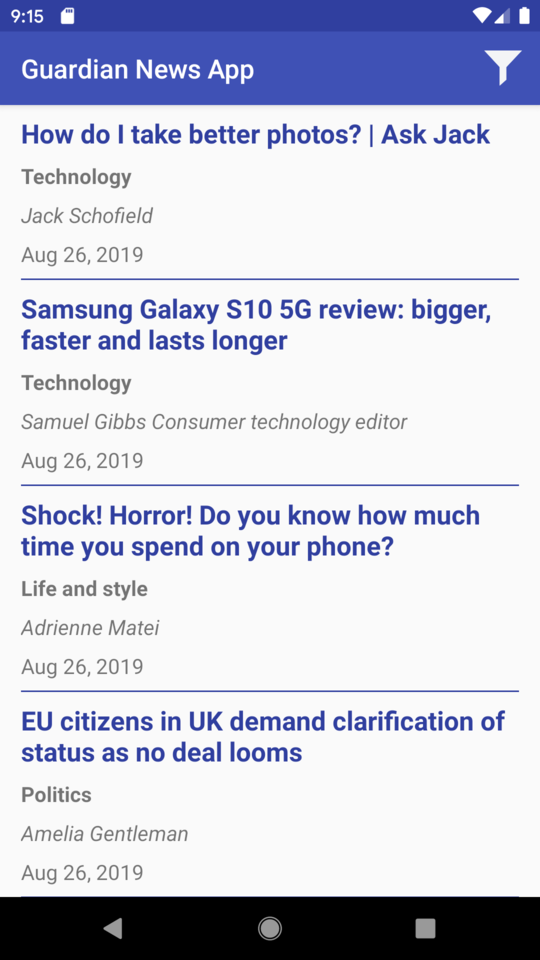 9:15
Guardian News App
How do I take better photos? | Ask Jack
Technology
Jack Schofield
Aug 26, 2019
Samsung Galaxy S10 5G review: bigger,
faster and lasts longer
Technology
Samuel Gibbs Consumer technology editor
Aug 26, 2019
Shock! Horror! Do you know how much
time you spend on your phone?
Life and style
Adrienne Matei
Aug 26, 2019
EU citizens in UK demand clarification of
status as no deal looms
Politics
Amelia Gentleman
Aug 26, 2019